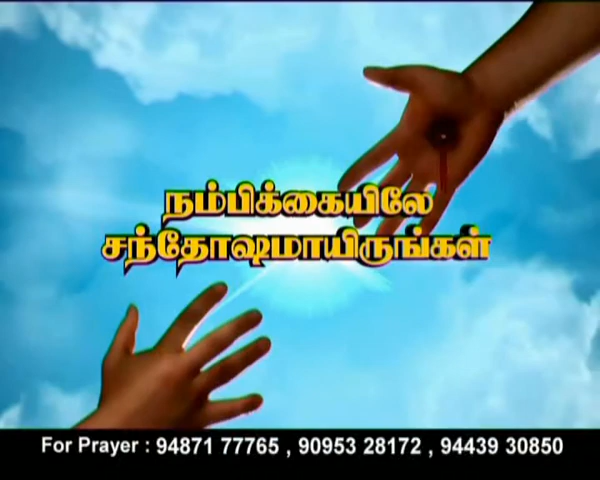 நம்பிக்கையிலே
சந்தோஷமாயிருங்கள்
For Prayer : 94871 77765 , 90953 28172 , 94439 30850